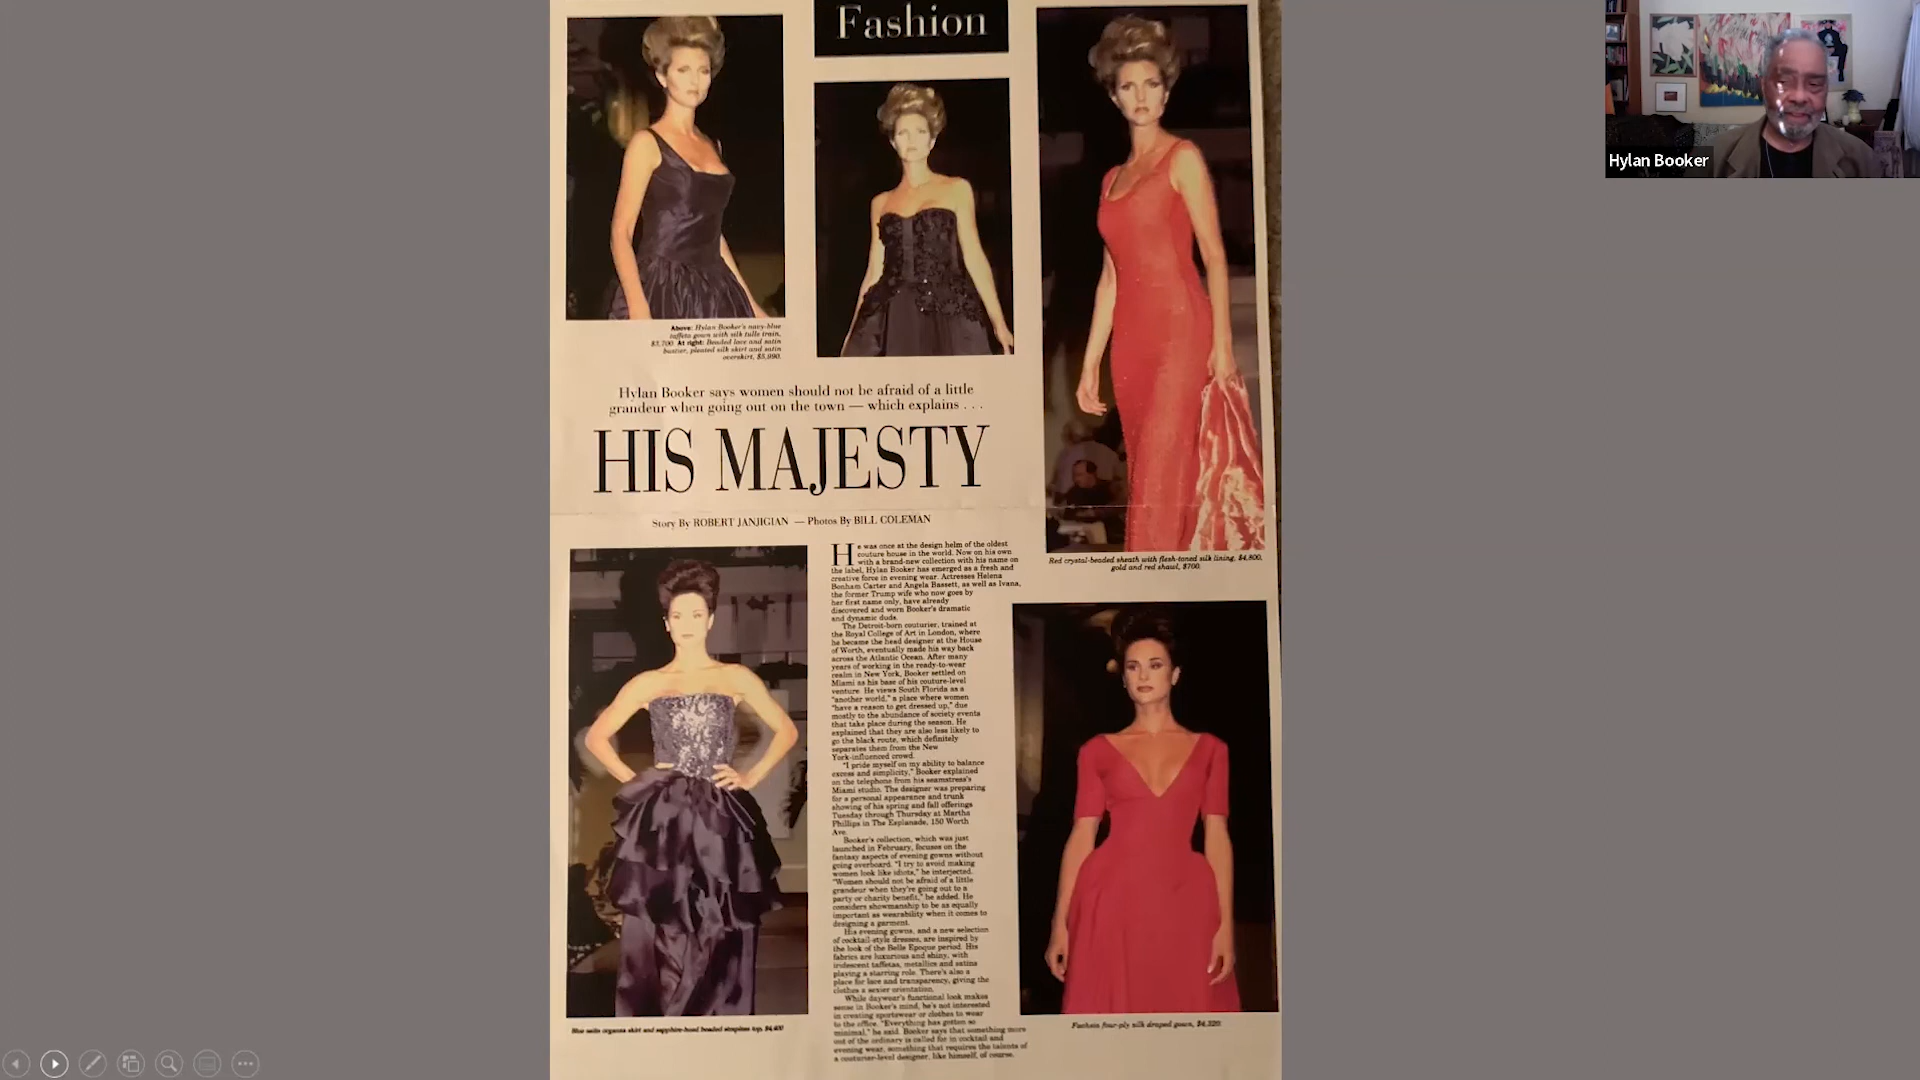 Fashion
Hylan Booker
Above: Hylan Booker's navy-blue
taffeta gown with silk tulle train,
$3,700. At right: Beaded lace and satin
bustier, pleated silk skirt and satin
overskirt, $5,990.
Hylan Booker says women should not be afraid of a little
grandeur when going out on the town — which explains . . .
HIS MAJESTY
Story By ROBERT JANJIGIAN — Photos By BILL COLEMAN
Red crystal-beaded sheath with flesh-toned silk lining, $4,800,
gold and red shawl, $700.
He was once at the design helm of the oldest
couture house in the world. Now on his own
with a brand-new collection with his name on
the label, Hylan Booker has emerged as a fresh and
creative force in evening wear. Actresses Helena
Bonham Carter and Angela Bassett, as well as Ivana,
the former Trump wife who now goes by
her first name only, have already
discovered and worn Booker's dramatic
and dynamic duds.
The Detroit-born couturier, trained at
the Royal College of Art in London, where
he became the head designer at the House
of Worth, eventually made his way back
across the Atlantic Ocean. After many
years of working in the ready-to-wear
realm in New York, Booker settled on
Miami as his base of his couture-level
venture. He views South Florida as a
"another world," a place where women
"have a reason to get dressed up," due
mostly to the abundance of society events
that take place during the season. He
explained that they are also less likely to
go the black route, which definitely
separates them from the New
York-influenced crowd.
"I pride myself on my ability to balance
excess and simplicity," Booker explained
on the telephone from his seamstress's
Miami studio. The designer was preparing
for a personal appearance and trunk
showing of his spring and fall offerings
Tuesday through Thursday at Martha
Phillips in The Esplanade, 150 Worth
Ave.
Booker's collection, which was just
launched in February, focuses on the
fantasy aspects of evening gowns without
going overboard. "I try to avoid making
women look like idiots," he interjected.
"Women should not be afraid of a little
grandeur when they're going out to a
party or charity benefit," he added. He
considers showmanship to be as equally
important as wearability when it comes to
designing a garment.
His evening gowns, and a new selection
of cocktail-style dresses, are inspired by
the look of the Belle Epoque period. His
fabrics are luxurious and shiny, with
iridescent taffetas, metallics and satins
playing a starring role. There's also a
place for lace and transparency, giving the
clothes a sexier orientation.
While daywear's functional look makes
sense in Booker's mind, he's not interested
in creating sportswear or clothes to wear
to the office. "Everything has gotten so
minimal," he said. Booker says that something more
out of the ordinary is called for in cocktail and
evening wear, something that requires the talents of
a couturier-level designer, like himself, of course.
Blue satin organza skirt and sapphire-hued beaded strapless top, $4,400
Fuchsia four-ply silk draped gown, $4,320.